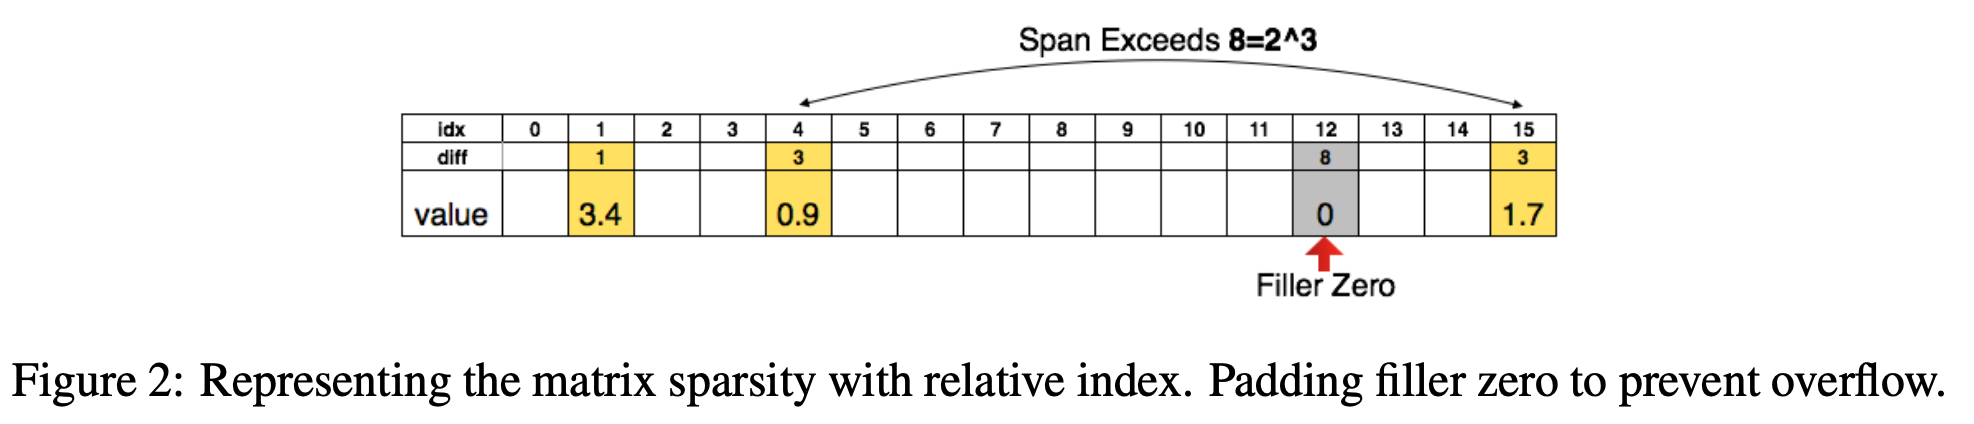 Span Exceeds 8=2^3
idx 0 1 2 3 4 5 6 7 8 9 10 11 12 13 14 15
diff 1 3 8 3
value 3.4 0.9 0 1.7
Filler Zero
Figure 2: Representing the matrix sparsity with relative index. Padding filler zero to prevent overflow.